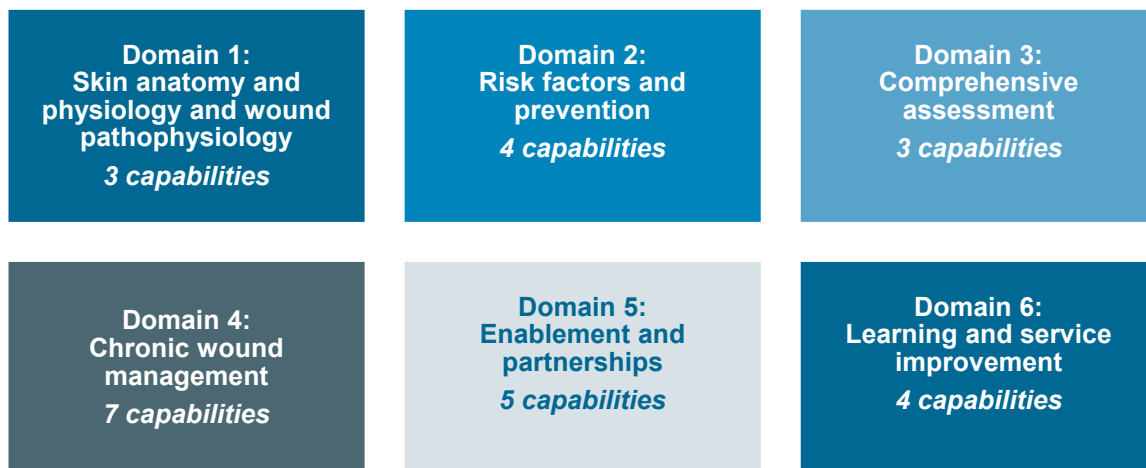 Domain 1:
Skin anatomy and
physiology and wound
pathophysiology
3 capabilities
Domain 2:
Risk factors and
prevention
4 capabilities
Domain 3:
Comprehensive
assessment
3 capabilities
Domain 4:
Chronic wound
management
7 capabilities
Domain 5:
Enablement and
partnerships
5 capabilities
Domain 6:
Learning and service
improvement
4 capabilities